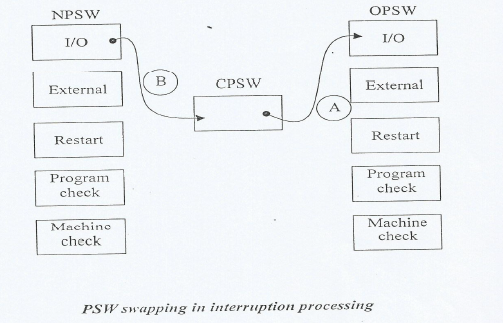 NPSW
OPSW
I/O
I/O
B
CPSW
External
External
A
Restart
Restart
Program
check
Program
check
Machine
check
Machine
check
PSW swapping in interruption processing